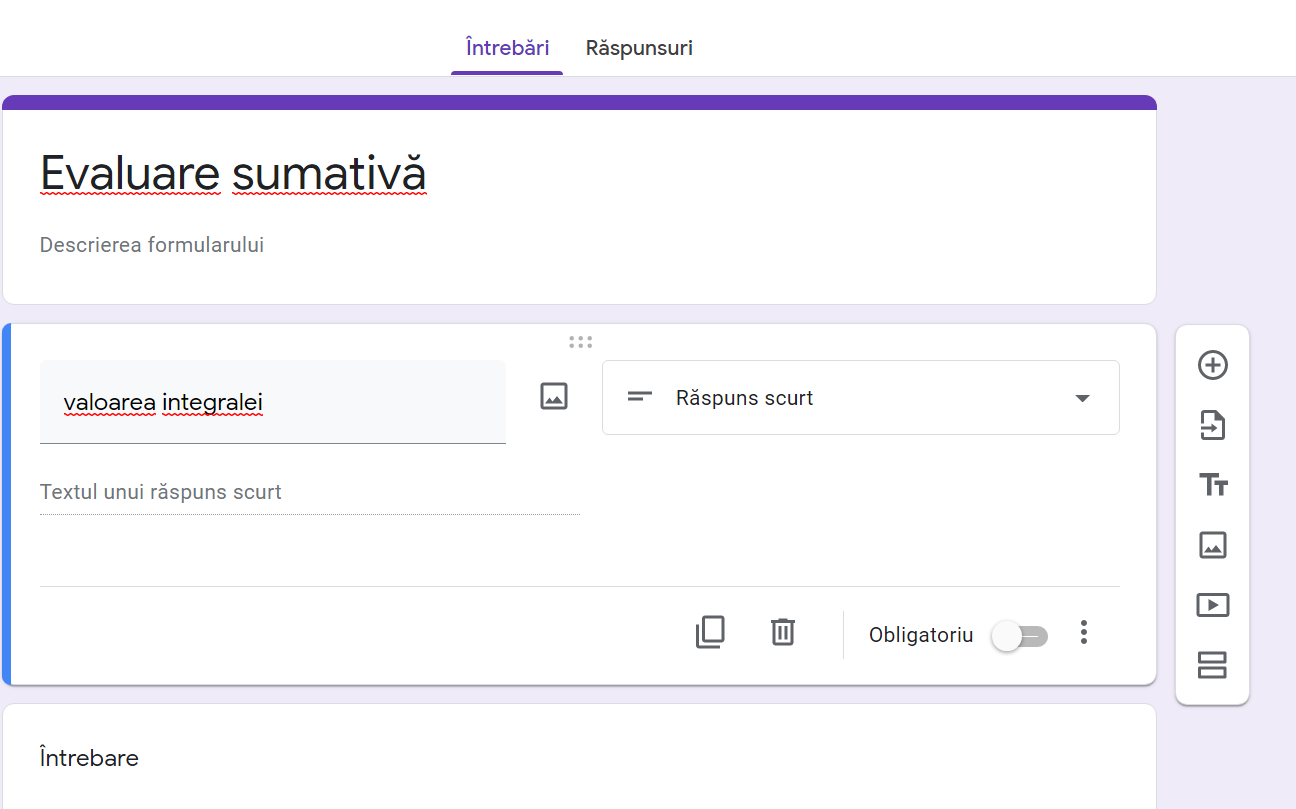 Întrebări Răspunsuri
Evaluare sumativă
Descrierea formularului
valoarea integralei
Răspuns scurt
Textul unui răspuns scurt
Obligatoriu
Întrebare